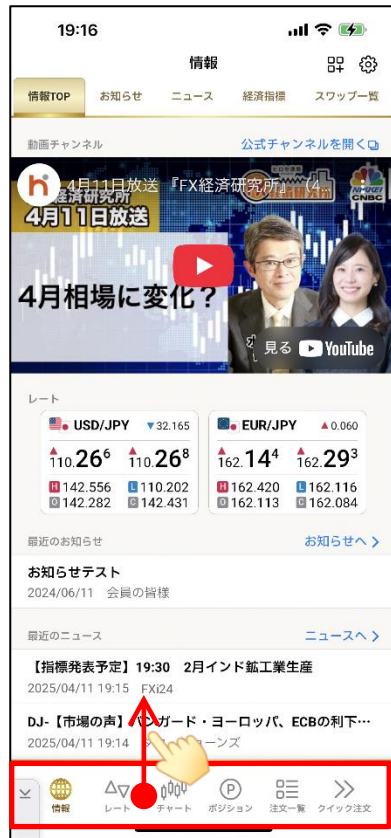 19:16
情報
情報TOP お知らせ ニュース 経済指標 スワップ一覧
動画チャンネル 公式チャンネルを開く
h 4月11日放送 『FX経済研究所』 (4...
経済研究所
NIKKEI CNBC
4月11日放送
4月相場に変化？
見る YouTube
レート
USD/JPY ▼32.165 EUR/JPY ▲0.060
▲110.266 ▲110.268 ▲162.144 ▲162.293
H 142.556 L 110.202 H 162.420 L 162.116
O 142.282 C 142.431 O 162.113 C 162.084
最近のお知らせ お知らせへ >
お知らせテスト
2024/06/11 会員の皆様
最近のニュース ニュースへ >
【指標発表予定】19:30 2月インド鉱工業生産
2025/04/11 19:15 FXi24
DJ-【市場の声】バンガード・ヨーロッパ、ECBの利下…
2025/04/11 19:14 ニューンズ
情報 レート チャート ポジション 注文一覧 クイック注文